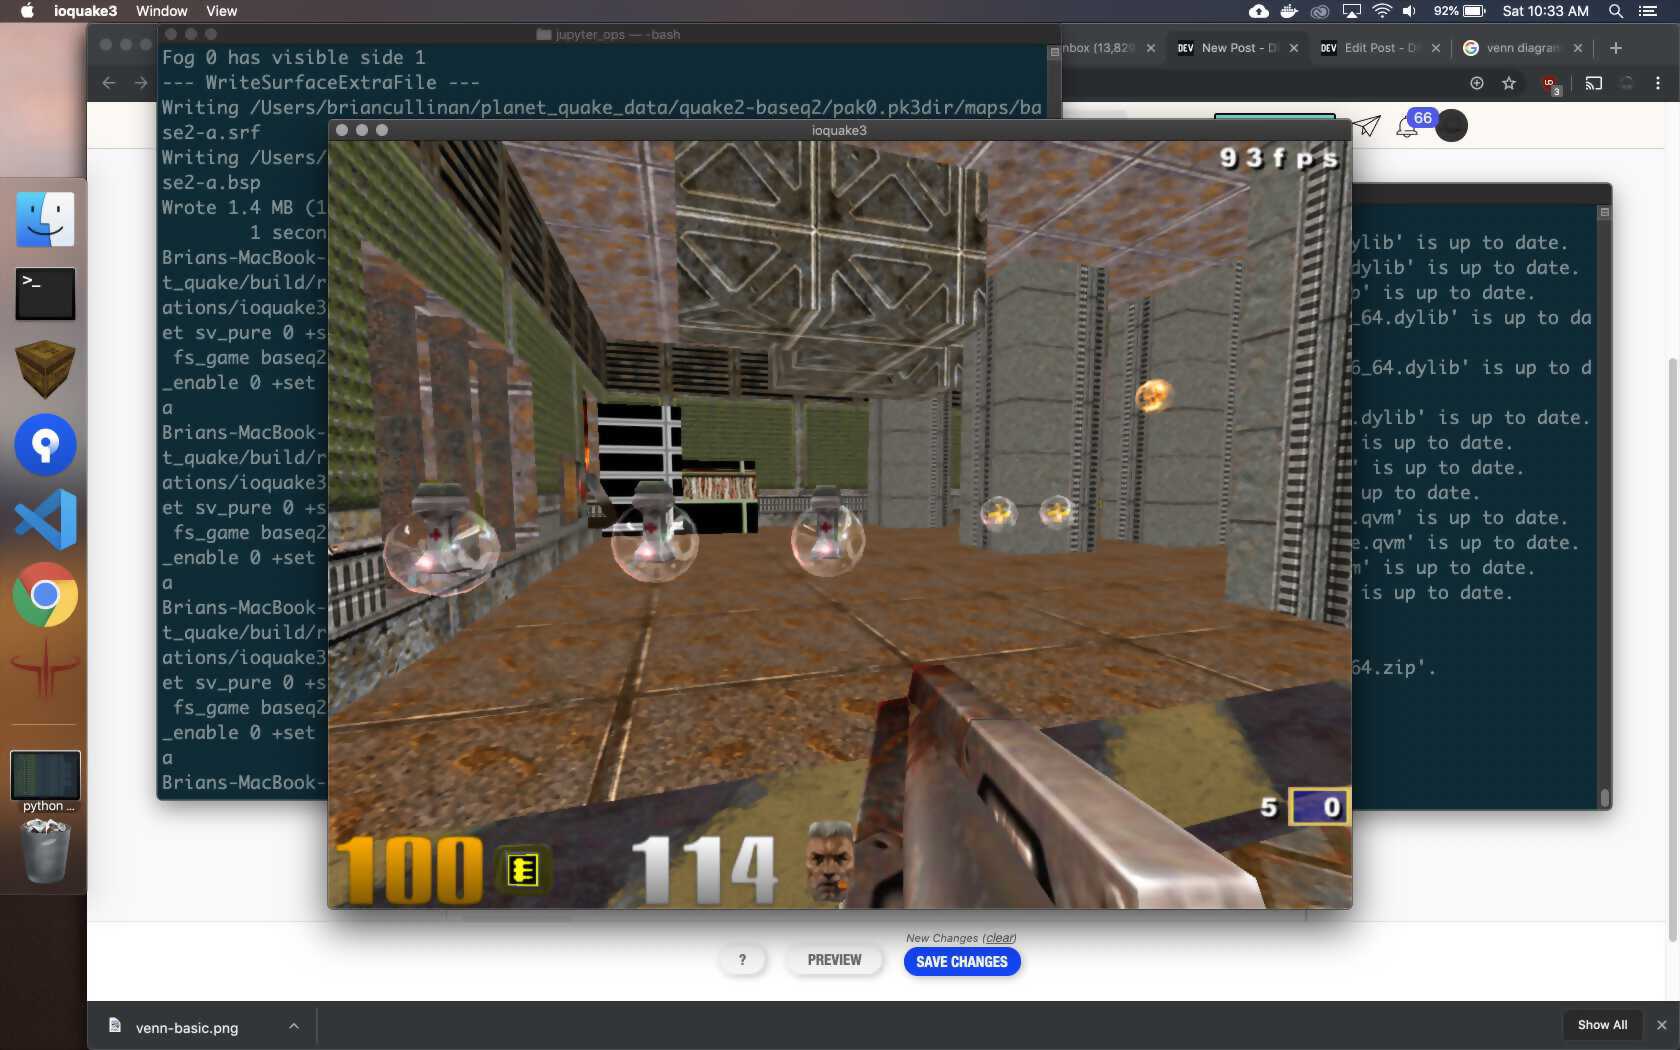 ioquake3 Window View
92% Sat 10:33 AM
jupyter_ops — -bash
Fog 0 has visible side 1
--- WriteSurfaceExtraFile ---
Writing /Users/briancullinan/planet_quake_data/quake2-baseq2/pak0.pk3dir/maps/ba
se2-a.srf
Writing /Users/
se2-a.bsp
Wrote 1.4 MB (1
1 secon
Brians-MacBook-
t_quake/build/r
ations/ioquake3
et sv_pure 0 +s
fs_game baseq2
_enable 0 +set
a
Brians-MacBook-
t_quake/build/r
ations/ioquake3
et sv_pure 0 +s
fs_game baseq2
_enable 0 +set
a
Brians-MacBook-
t_quake/build/r
ations/ioquake3
et sv_pure 0 +s
fs_game baseq2
_enable 0 +set
a
Brians-MacBook-
nbox (13,829
DEV New Post - D
DEV Edit Post - D
venn diagram
3
66
ioquake3
93fps
5 0
100
114
ylib' is up to date.
dylib' is up to date.
' is up to date.
_64.dylib' is up to da
6_64.dylib' is up to d
.dylib' is up to date.
is up to date.
' is up to date.
up to date.
.qvm' is up to date.
e.qvm' is up to date.
m' is up to date.
is up to date.
64.zip'.
>_
python ...
New Changes (clear)
?
PREVIEW
SAVE CHANGES
venn-basic.png
Show All